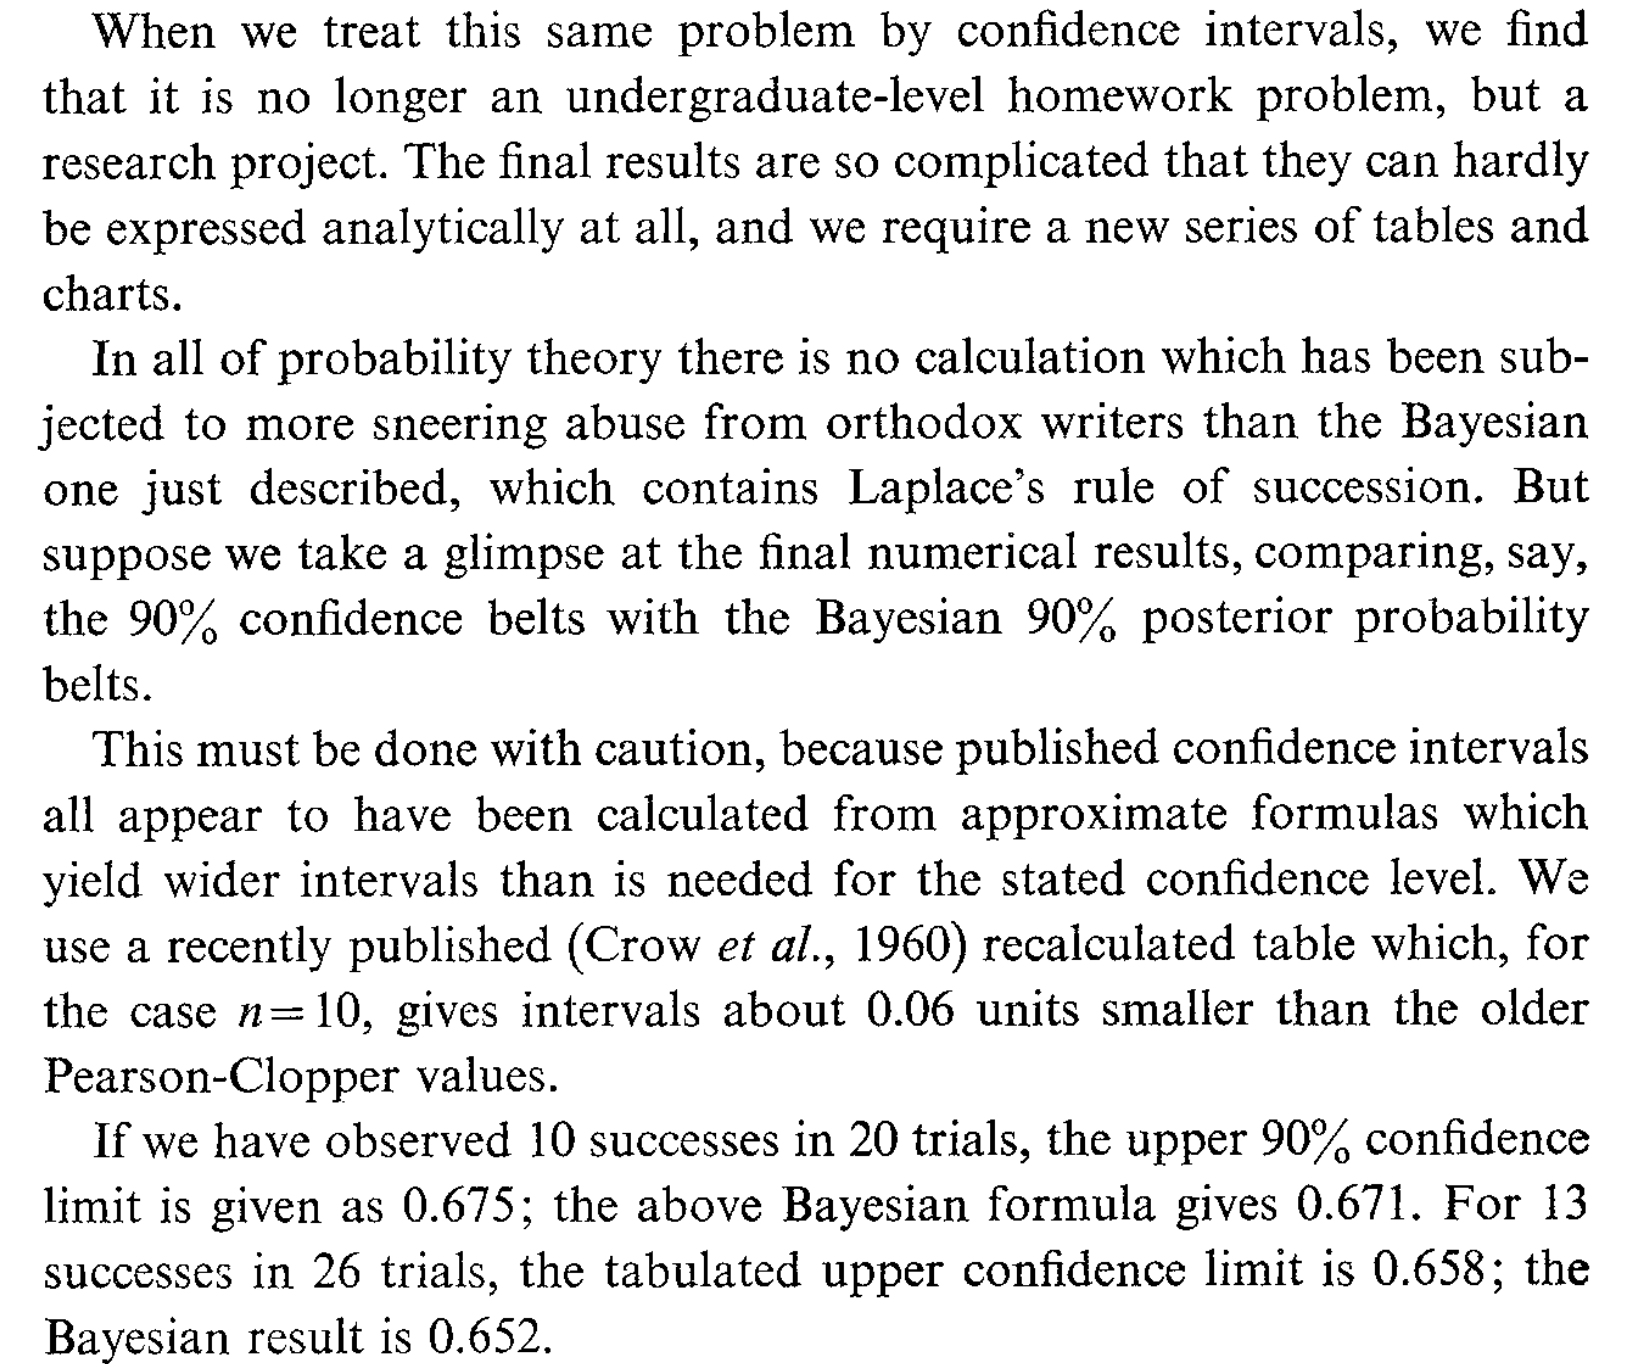 When we treat this same problem by confidence intervals, we find
that it is no longer an undergraduate-level homework problem, but a
research project. The final results are so complicated that they can hardly
be expressed analytically at all, and we require a new series of tables and
charts.
In all of probability theory there is no calculation which has been sub-
jected to more sneering abuse from orthodox writers than the Bayesian
one just described, which contains Laplace's rule of succession. But
suppose we take a glimpse at the final numerical results, comparing, say,
the 90% confidence belts with the Bayesian 90% posterior probability
belts.
This must be done with caution, because published confidence intervals
all appear to have been calculated from approximate formulas which
yield wider intervals than is needed for the stated confidence level. We
use a recently published (Crow et al., 1960) recalculated table which, for
the case n=10, gives intervals about 0.06 units smaller than the older
Pearson-Clopper values.
If we have observed 10 successes in 20 trials, the upper 90% confidence
limit is given as 0.675; the above Bayesian formula gives 0.671. For 13
successes in 26 trials, the tabulated upper confidence limit is 0.658; the
Bayesian result is 0.652.